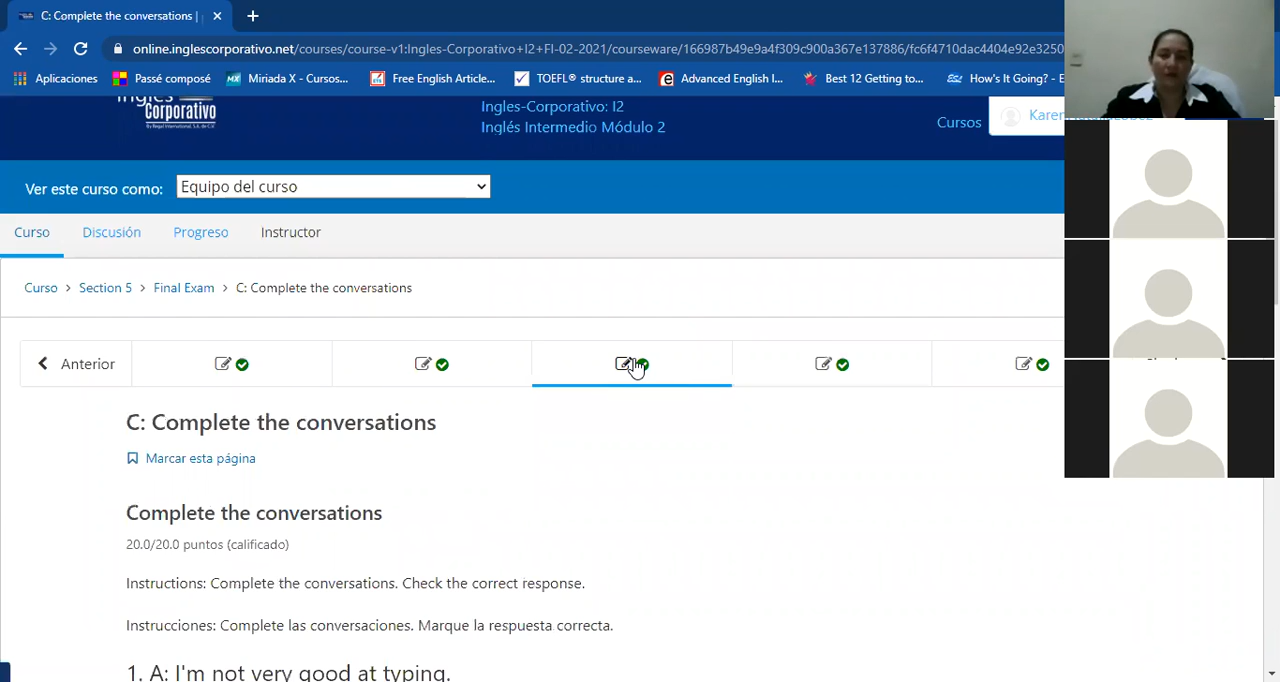 C: Complete the conversations |
online.inglescorporativo.net/courses/course-v1:Ingles-Corporativo+I2+FI-02-2021/courseware/166987b49e9a4f309c900a367e137886/fc6f4710dac4404e92e3250
Aplicaciones
Passé composé
Miriada X - Cursos...
Free English Article...
TOEFL® structure a...
Advanced English I...
Best 12 Getting to...
How's It Going? - E
Corporativo
Ingles-Corporativo: I2
Inglés Intermedio Módulo 2
Cursos
Karen
Ver este curso como:
Equipo del curso
Curso
Discusión
Progreso
Instructor
Curso > Section 5 > Final Exam > C: Complete the conversations
Anterior
C: Complete the conversations
Marcar esta página
Complete the conversations
20.0/20.0 puntos (calificado)
Instructions: Complete the conversations. Check the correct response.
Instrucciones: Complete las conversaciones. Marque la respuesta correcta.
1. A: I'm not very good at typing.